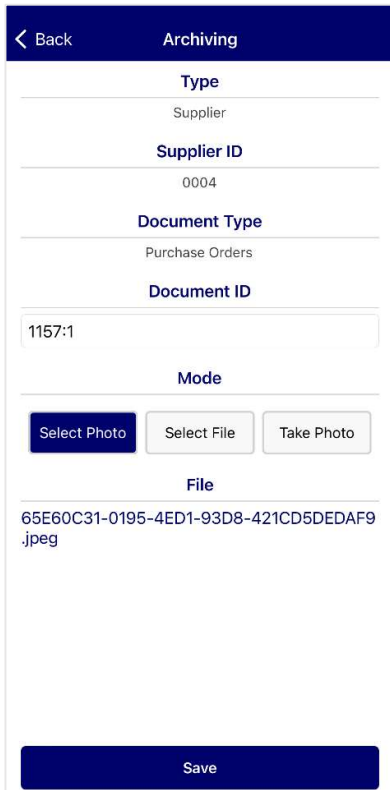 Back Archiving
Type
Supplier
Supplier ID
0004
Document Type
Purchase Orders
Document ID
1157:1
Mode
Select Photo Select File Take Photo
File
65E60C31-0195-4ED1-93D8-421CD5DEDAF9
.jpeg
Save